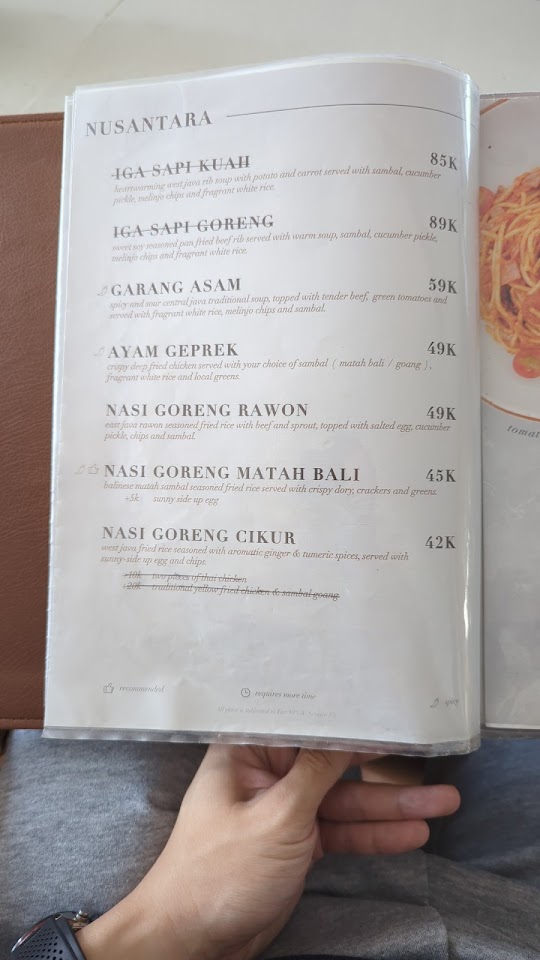 NUSANTARA
IGA SAPI KUAH 85K
heartwarming west java rib soup with potato and carrot served with sambal, cucumber
pickle, melinjo chips and fragrant white rice.
IGA SAPI GORENG 89K
sweet soy seasoned pan fried beef rib served with warm soup, sambal, cucumber pickle,
melinjo chips and fragrant white rice.
GARANG ASAM 59K
spicy and sour central java traditional soup, topped with tender beef, green tomatoes and
served with fragrant white rice, melinjo chips and sambal.
AYAM GEPREK 49K
crispy deep fried chicken served with your choice of sambal ( matah bali / goang ),
fragrant white rice and local greens.
NASI GORENG RAWON 49K
east java rawon seasoned fried rice with beef and sprout, topped with salted egg, cucumber
pickle, chips and sambal.
NASI GORENG MATAH BALI 45K
balinese matah sambal seasoned fried rice served with crispy dory, crackers and greens.
+5k sunny side up egg
NASI GORENG CIKUR 42K
west java fried rice seasoned with aromatic ginger & tumeric spices, served with
sunny-side up egg and chips.
+10k two pieces of thai chicken
+20k traditional yellow fried chicken & sambal goang
recommended requires more time spicy
All price is subjected to
tomat